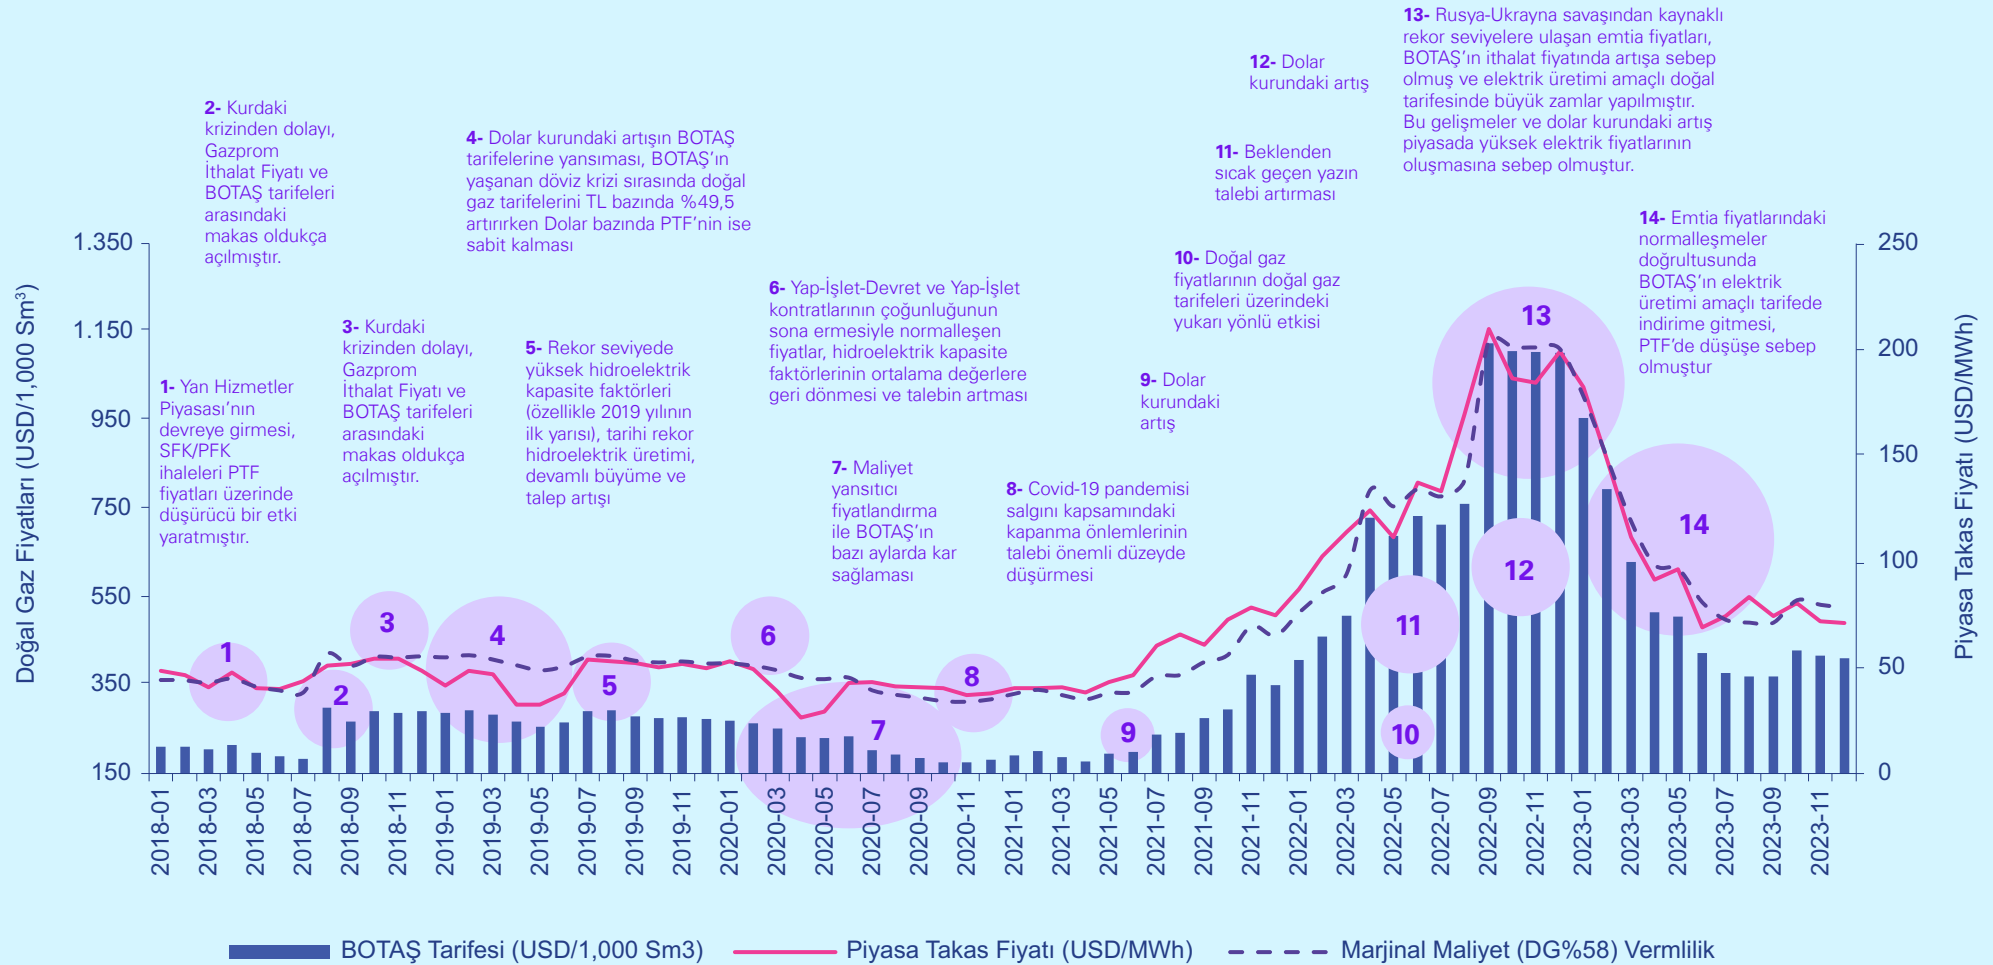 13- Rusya-Ukrayna savaşından kaynaklı
rekor seviyelere ulaşan emtia fiyatları,
BOTAŞ'ın ithalat fiyatında artışa sebep
olmuş ve elektrik üretimi amaçlı doğal
tarifesinde büyük zamlar yapılmıştır.
Bu gelişmeler ve dolar kurundaki artış
piyasada yüksek elektrik fiyatlarının
oluşmasına sebep olmuştur.
12- Dolar
kurundaki artış
2- Kurdaki
krizinden dolayı,
Gazprom
İthalat Fiyatı ve
BOTAŞ tarifeleri
arasındaki
makas oldukça
açılmıştır.
4- Dolar kurundaki artışın BOTAŞ
tarifelerine yansıması, BOTAŞ'ın
yaşanan döviz krizi sırasında doğal
gaz tarifelerini TL bazında %49,5
artırırken Dolar bazında PTF'nin ise
sabit kalması
11- Beklenden
sıcak geçen yazın
talebi artırması
14- Emtia fiyatlarındaki
normalleşmeler
doğrultusunda
BOTAŞ'ın elektrik
üretimi amaçlı tarifede
indirime gitmesi,
PTF'de düşüşe sebep
olmuştur
10- Doğal gaz
fiyatlarının doğal gaz
tarifeleri üzerindeki
yukarı yönlü etkisi
6- Yap-İşlet-Devret ve Yap-İşlet
kontratlarının çoğunluğunun
sona ermesiyle normalleşen
fiyatlar, hidroelektrik kapasite
faktörlerinin ortalama değerlere
geri dönmesi ve talebin artması
3- Kurdaki
krizinden dolayı,
Gazprom
İthalat Fiyatı ve
BOTAŞ tarifeleri
arasındaki
makas oldukça
açılmıştır.
5- Rekor seviyede
yüksek hidroelektrik
kapasite faktörleri
(özellikle 2019 yılının
ilk yarısı), tarihi rekor
hidroelektrik üretimi,
devamlı büyüme ve
talep artışı
1- Yan Hizmetler
Piyasası'nın
devreye girmesi,
SFK/PFK
ihaleleri PTF
fiyatları üzerinde
düşürücü bir etki
yaratmıştır.
9- Dolar
kurundaki
artış
7- Maliyet
yansıtıcı
fiyatlandırma
ile BOTAŞ'ın
bazı aylarda kar
sağlaması
8- Covid-19 pandemisi
salgını kapsamındaki
kapanma önlemlerinin
talebi önemli düzeyde
düşürmesi
Doğal Gaz Fiyatları (USD/1,000 Sm³)
1.350
1.150
950
750
550
350
150
Piyasa Takas Fiyatı (USD/MWh)
250
200
150
100
50
0
1
2
3
4
5
6
7
8
9
10
11
12
13
14
2018-01
2018-03
2018-05
2018-07
2018-09
2018-11
2019-01
2019-03
2019-05
2019-07
2019-09
2019-11
2020-01
2020-03
2020-05
2020-07
2020-09
2020-11
2021-01
2021-03
2021-05
2021-07
2021-09
2021-11
2022-01
2022-03
2022-05
2022-07
2022-09
2022-11
2023-01
2023-03
2023-05
2023-07
2023-09
2023-11
BOTAŞ Tarifesi (USD/1,000 Sm3)
Piyasa Takas Fiyatı (USD/MWh)
Marjinal Maliyet (DG%58) Vermlilik